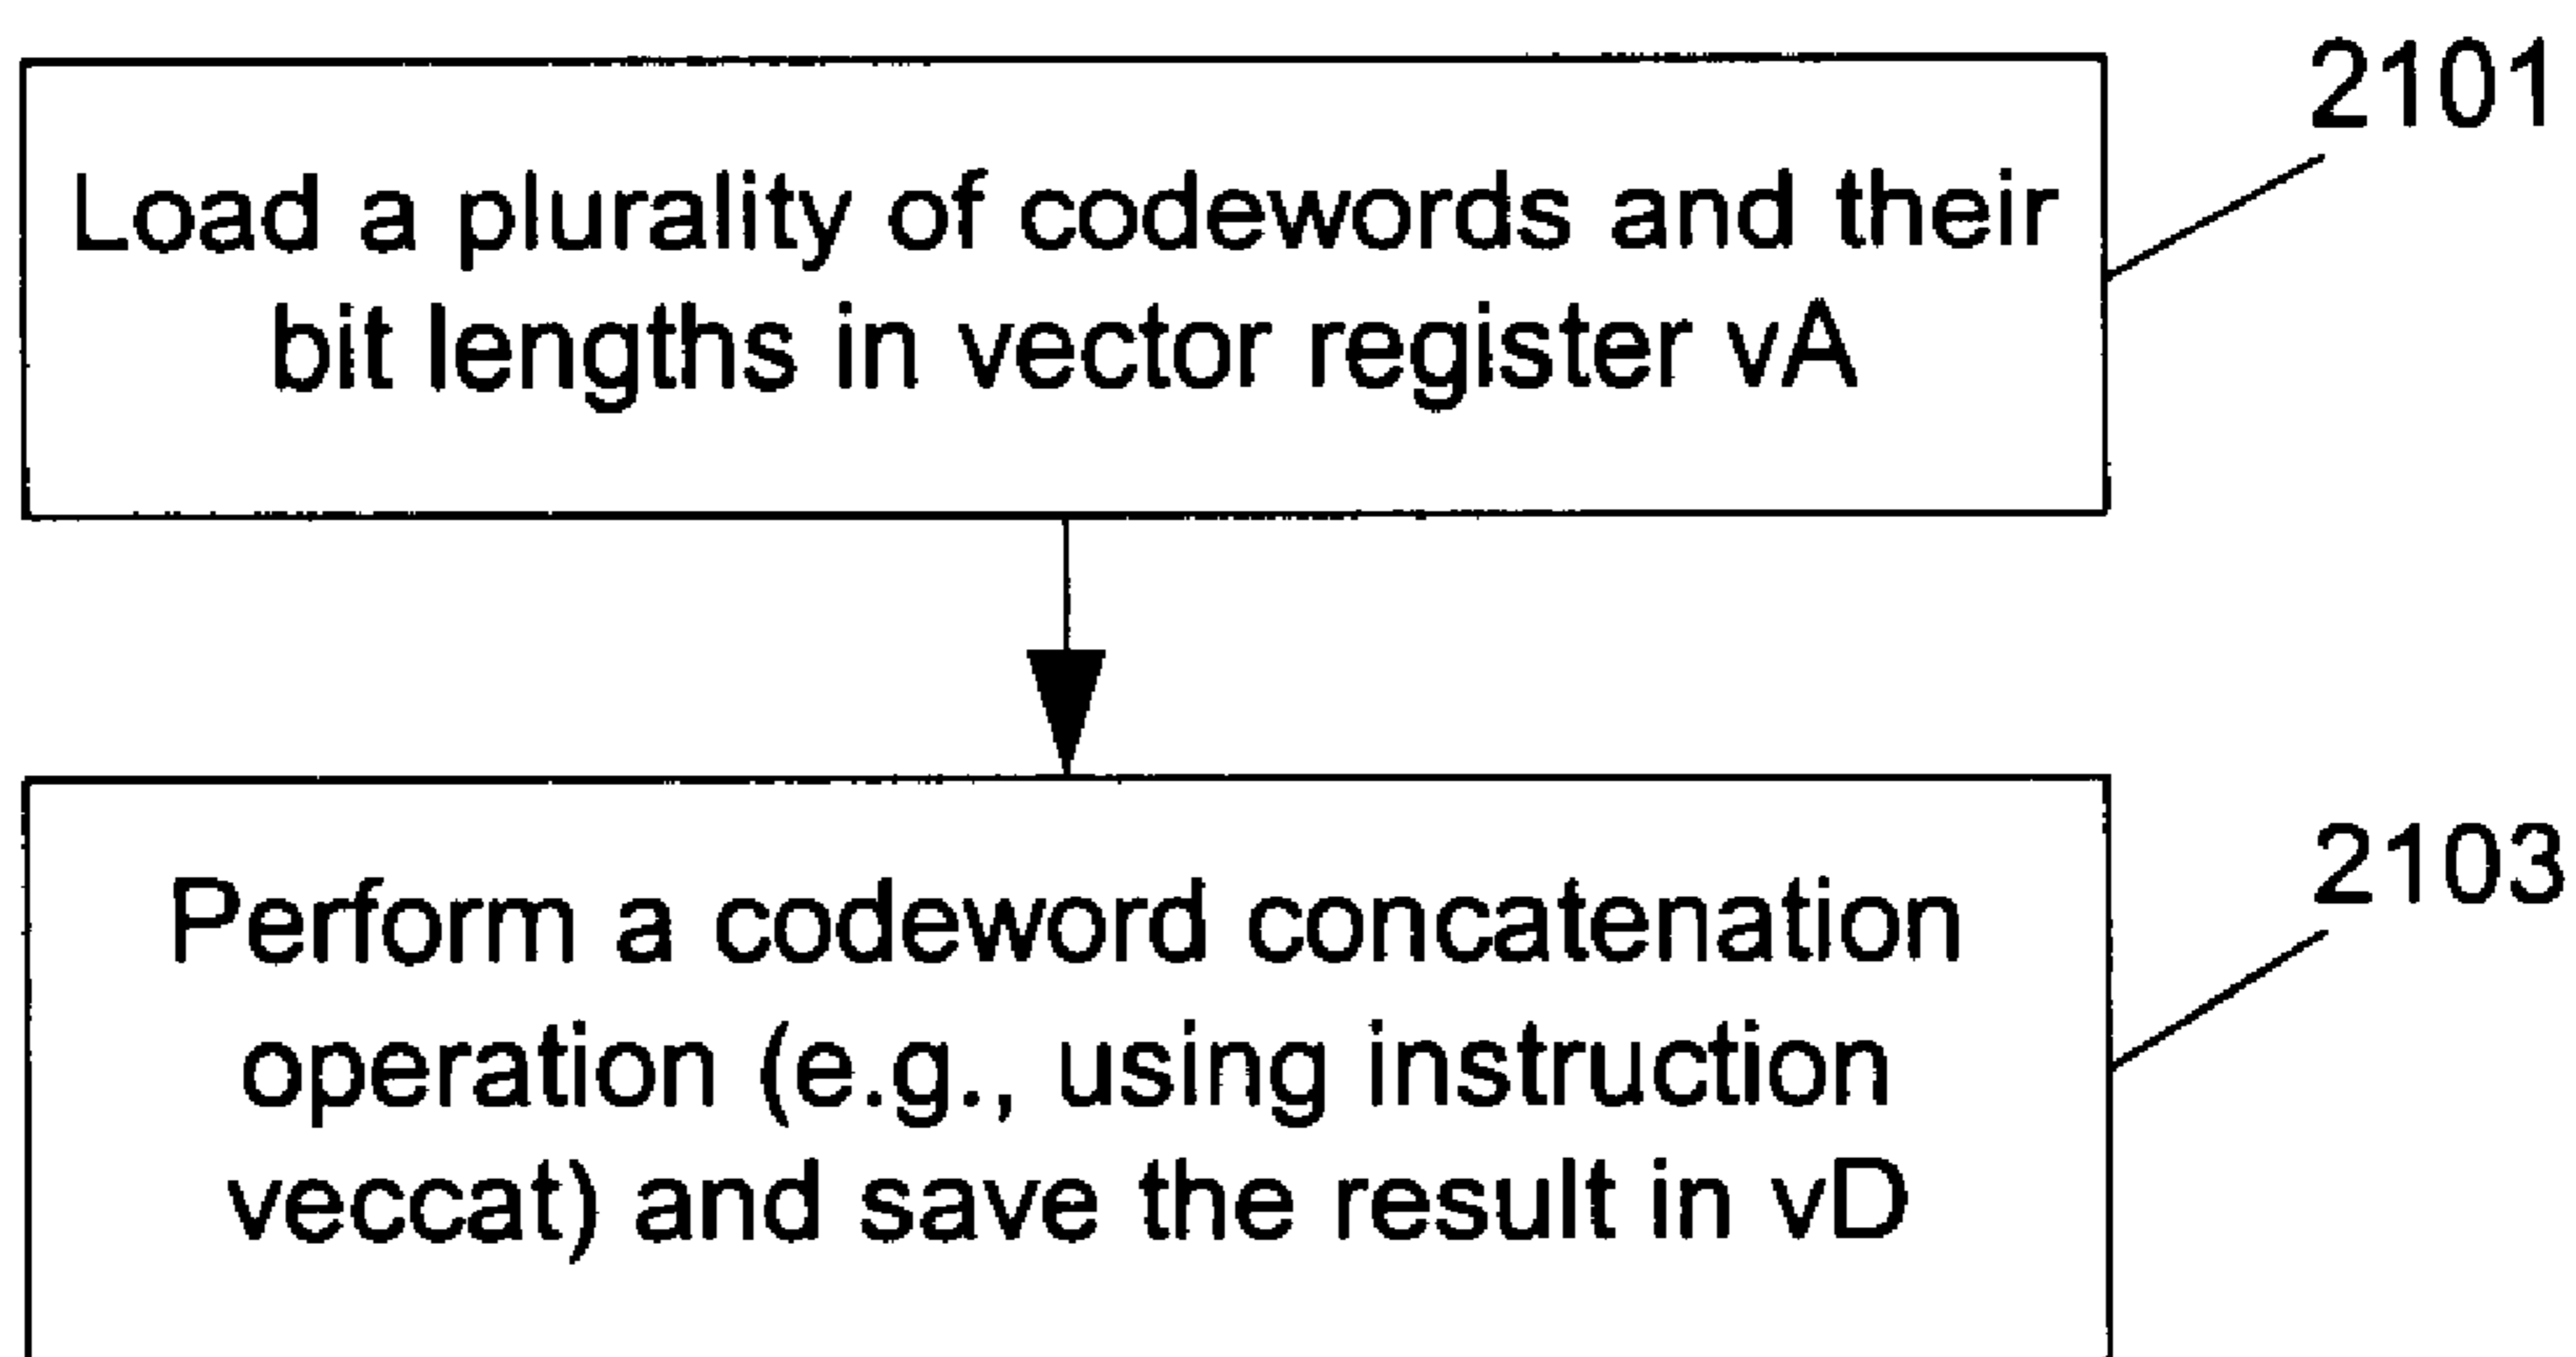 2101
Load a plurality of codewords and their
bit lengths in vector register vA
2103
Perform a codeword concatenation
operation (e.g., using instruction
veccat) and save the result in vD